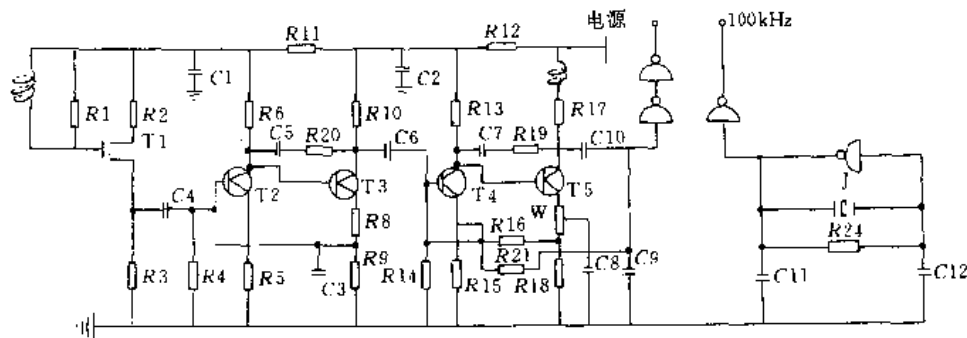 R11
R12
电源
100kHz
C1
C2
R1
R2
R6
R10
R13
R17
T1
C5
R20
C6
C7
R19
C10
T2
T3
T4
T5
J
C4
R8
W
R16
R24
R3
R4
R5
C3
R9
R14
R15
R21
R18
C8
C9
C11
C12